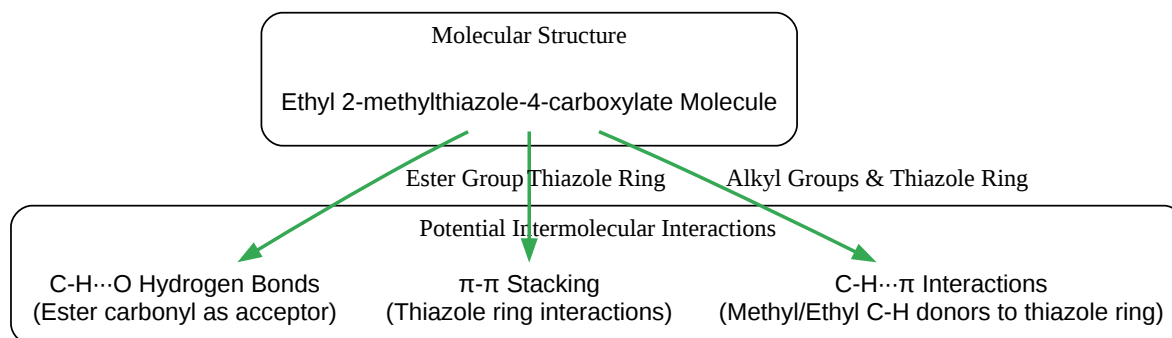 Molecular Structure
Ethyl 2-methylthiazole-4-carboxylate Molecule
Ester Group Thiazole Ring Alkyl Groups & Thiazole Ring
Potential Intermolecular Interactions
C-H···O Hydrogen Bonds π-π Stacking C-H···π Interactions
(Ester carbonyl as acceptor) (Thiazole ring interactions) (Methyl/Ethyl C-H donors to thiazole ring)